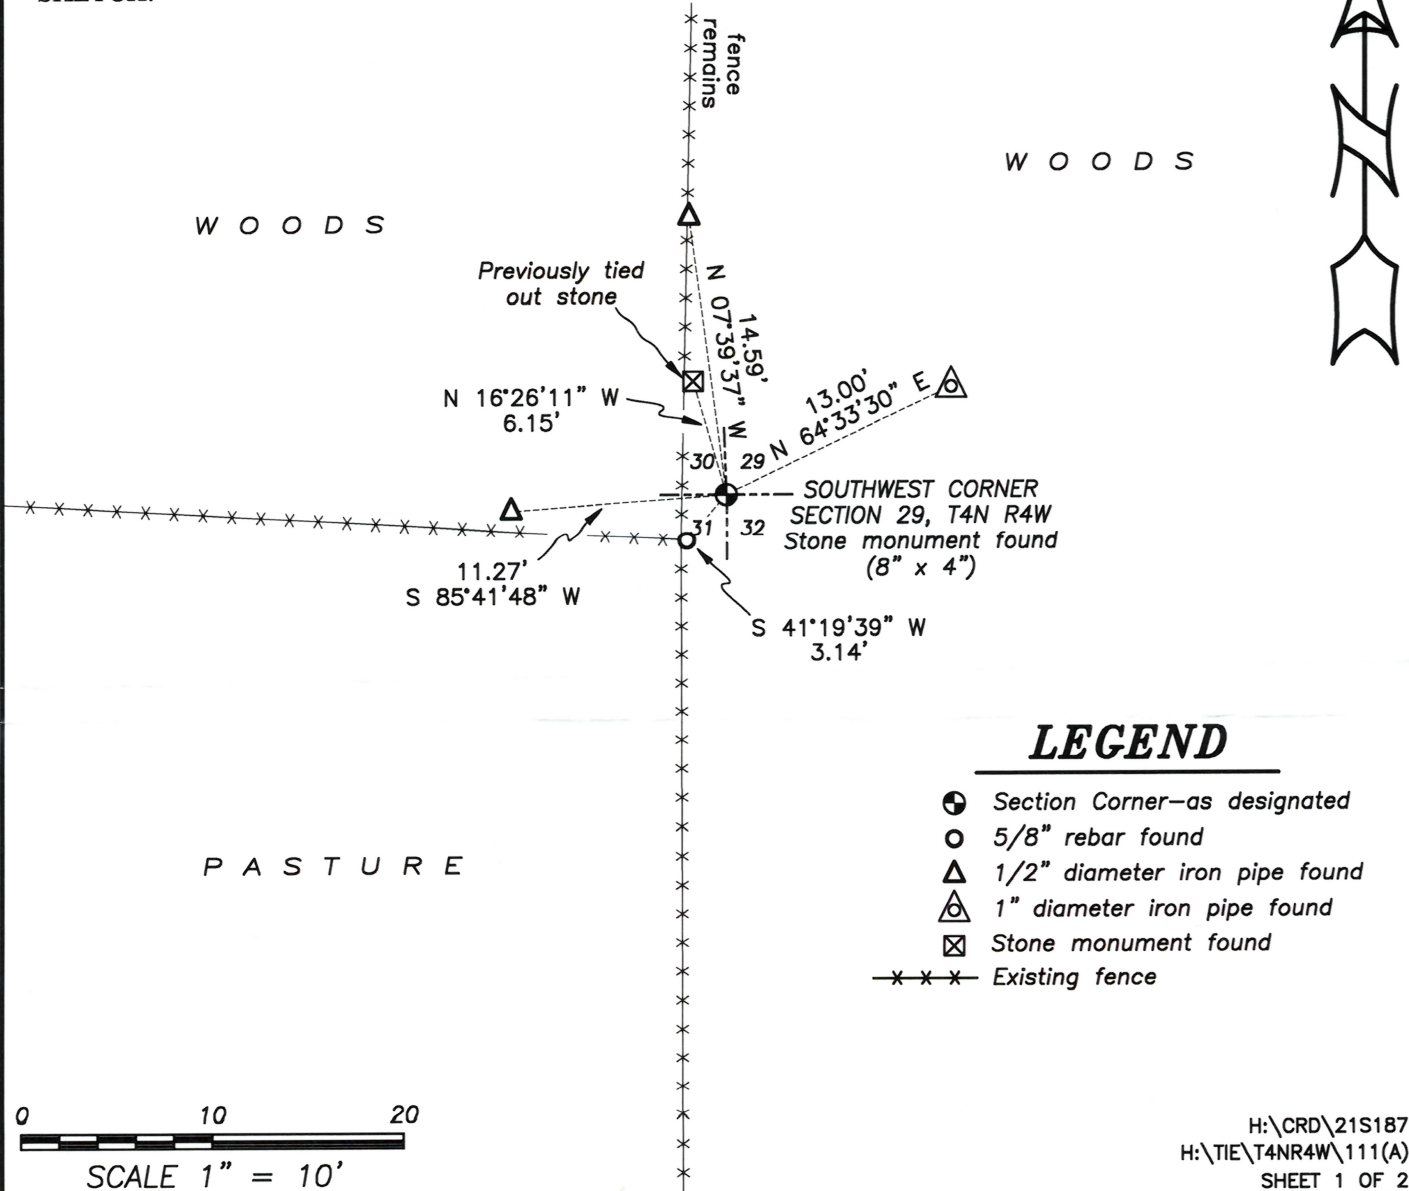 fence
remains
W O O D S
W O O D S
Previously tied
out stone
14.59'
N 07°39'37" W
N 16°26'11" W
6.15'
13.00'
N 64°33'30" E
30 29
SOUTHWEST CORNER
SECTION 29, T4N R4W
Stone monument found
(8" x 4")
31 32
11.27'
S 85°41'48" W
S 41°19'39" W
3.14'
LEGEND
Section Corner–as designated
5/8" rebar found
1/2" diameter iron pipe found
1" diameter iron pipe found
Stone monument found
Existing fence
P A S T U R E
0 10 20
SCALE 1" = 10'
H:\CRD\21S187
H:\TIE\T4NR4W\111(A)
SHEET 1 OF 2